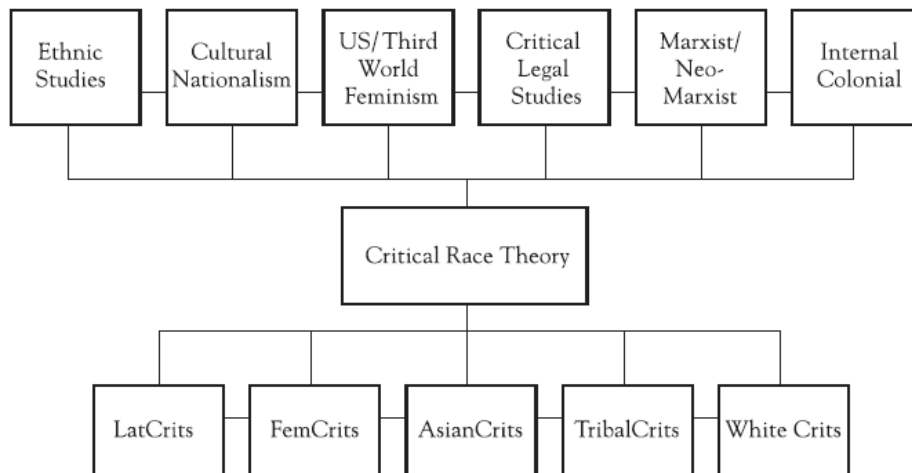 Ethnic
Studies
Cultural
Nationalism
US/Third
World
Feminism
Critical
Legal
Studies
Marxist/
Neo-
Marxist
Internal
Colonial
Critical Race Theory
LatCrits
FemCrits
AsianCrits
TribalCrits
White Crits